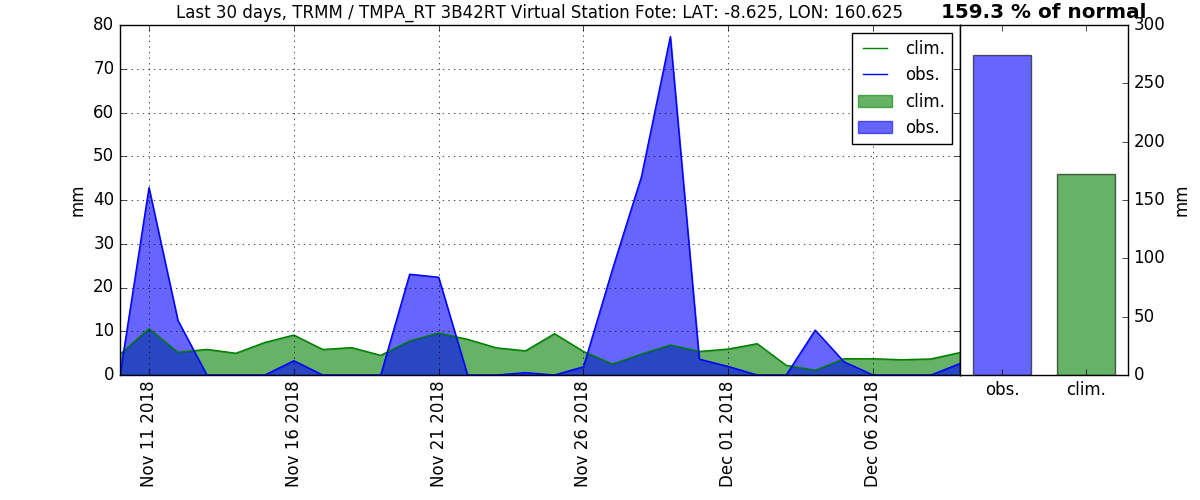 Last 30 days, TRMM / TMPA_RT 3B42RT Virtual Station Fote: LAT: -8.625, LON: 160.625
159.3 % of normal
80
70
60
50
40
30
20
10
0
mm
clim.
obs.
clim.
obs.
300
250
200
150
100
50
0
mm
Nov 11 2018
Nov 16 2018
Nov 21 2018
Nov 26 2018
Dec 01 2018
Dec 06 2018
obs.
clim.